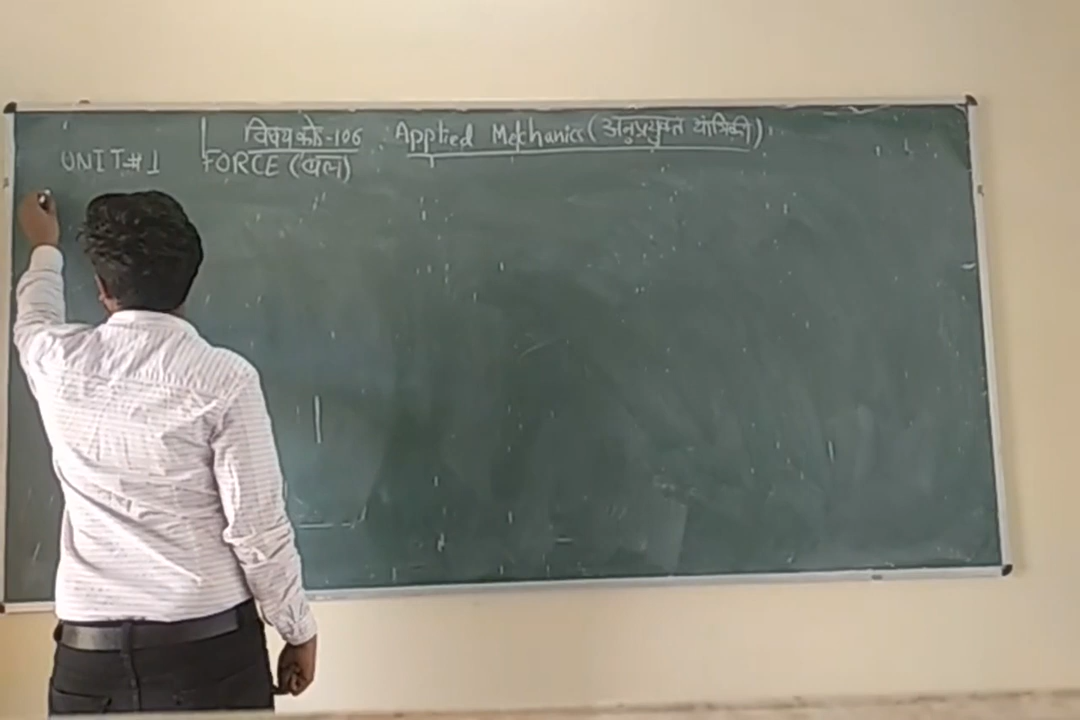 विषय कोड-106 Applied Mechanics (अनुप्रयुक्त यांत्रिकी)
UNIT#1 FORCE (बल)